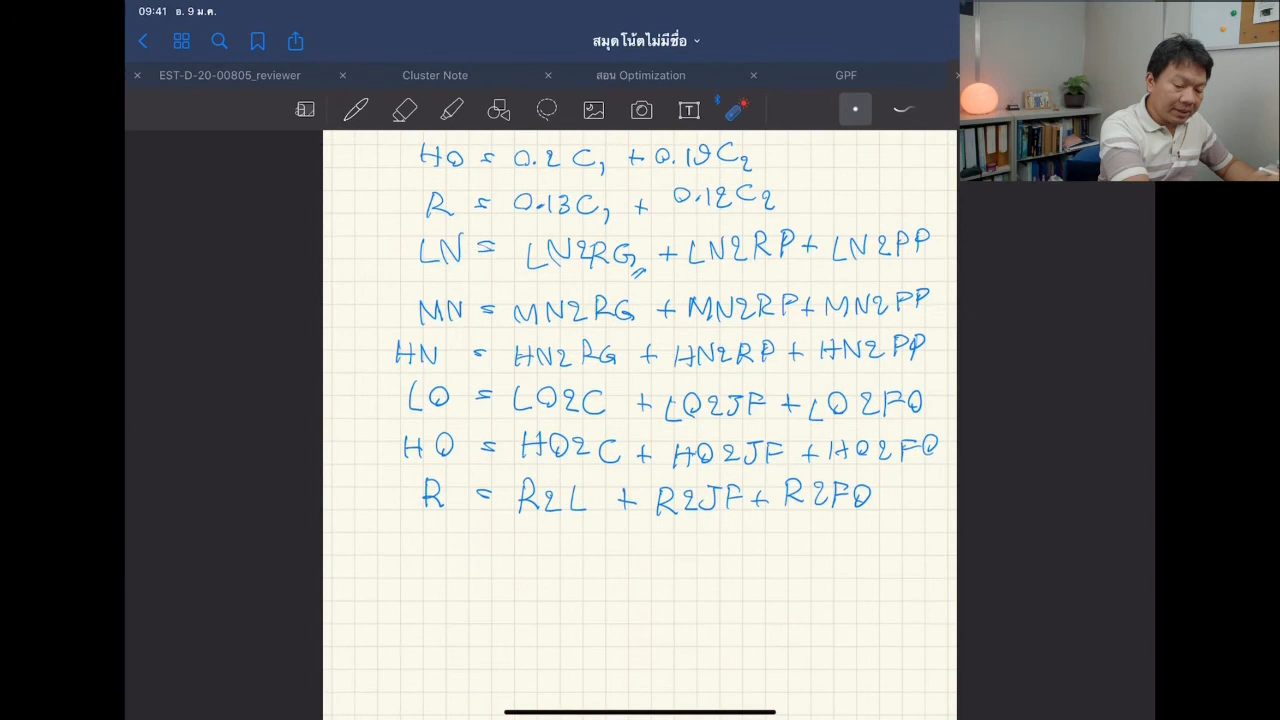 09:41 อ. 9 ม.ค.
สมุดโน้ตไม่มีชื่อ
EST-D-20-00805_reviewer
Cluster Note
สอน Optimization
GPF
HO = 0.2C1 + 0.19C2
R = 0.13C1 + 0.12C2
LN = LN2RG + LN2RP + LN2PP
MN = MN2RG + MN2RP + MN2PP
HN = HN2RG + HN2RP + HN2PP
LO = LO2C + LO2JF + LO2FO
HO = HO2C + HO2JF + HO2FO
R = R2L + R2JF + R2FO